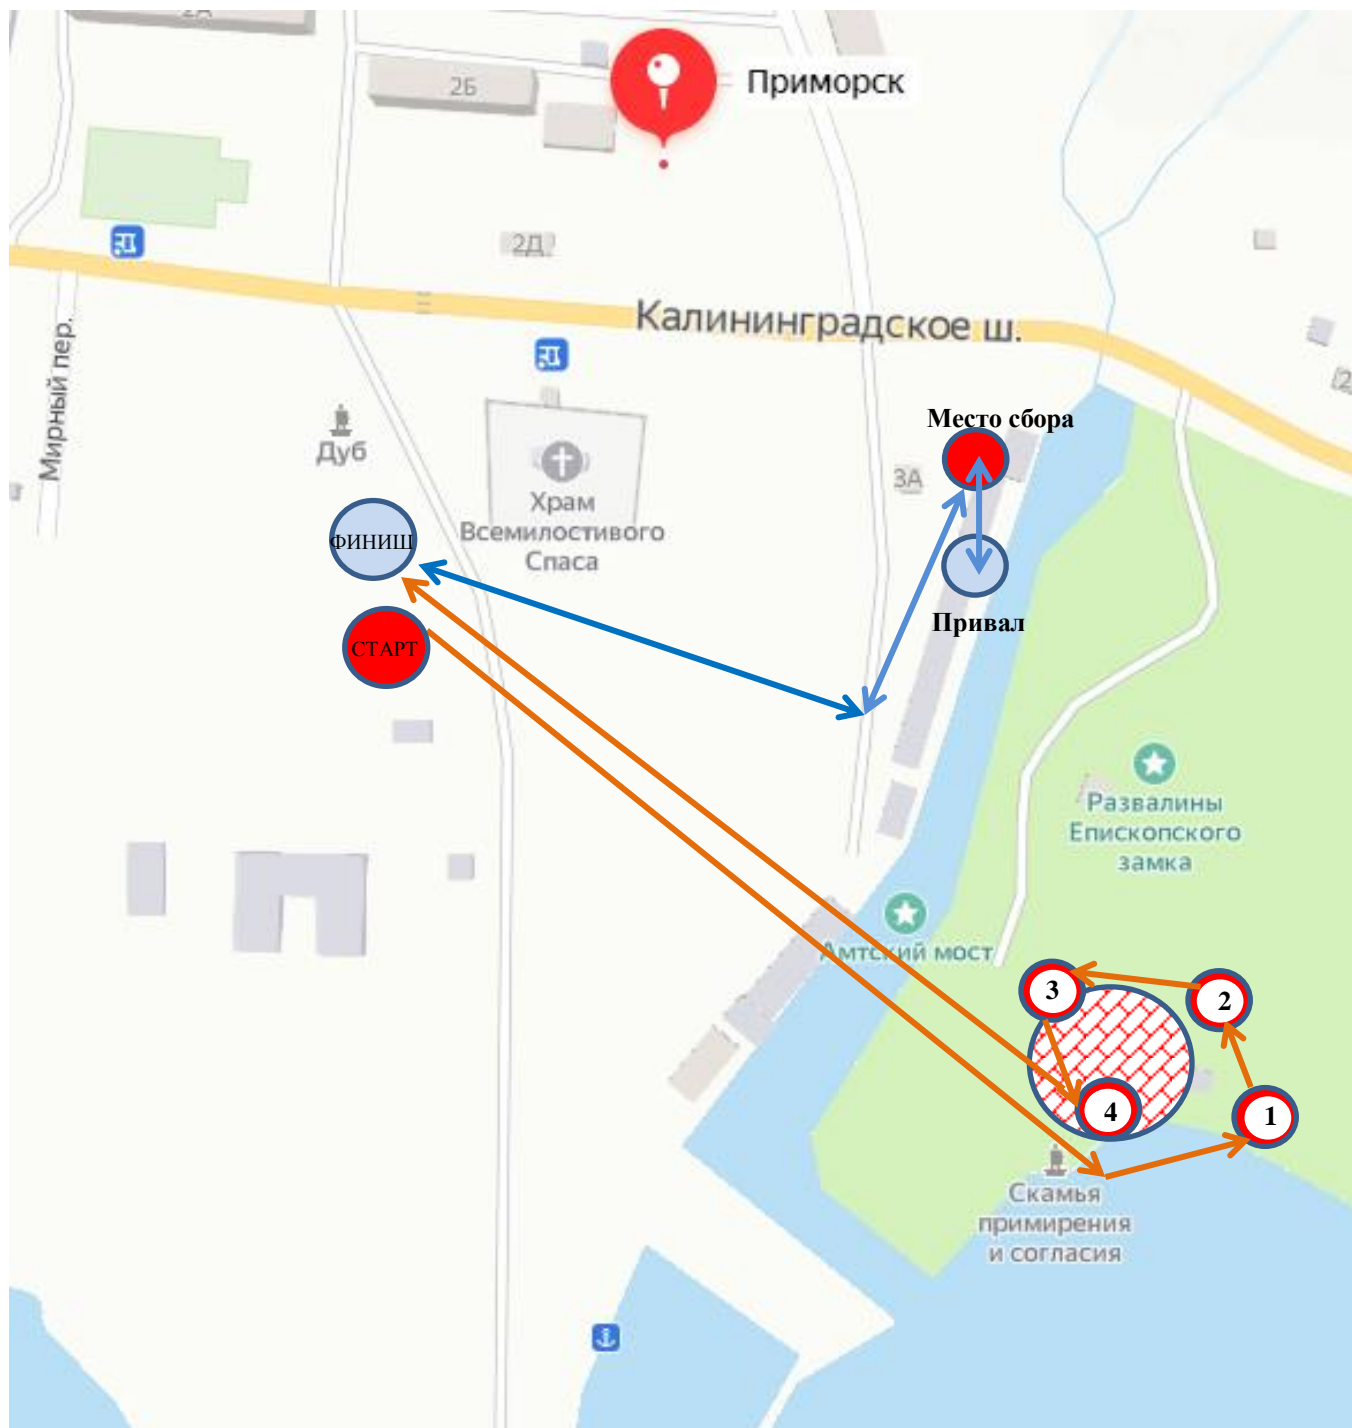 2А
2Б
Приморск
2Д
Калининградское ш.
Мирный пер.
Место сбора
Дуб
3А
Храм
Всемилостивого
Спаса
ФИНИШ
Привал
СТАРТ
Развалины
Епископского
замка
Амтский мост
3
2
4
1
Скамья
примирения
и согласия